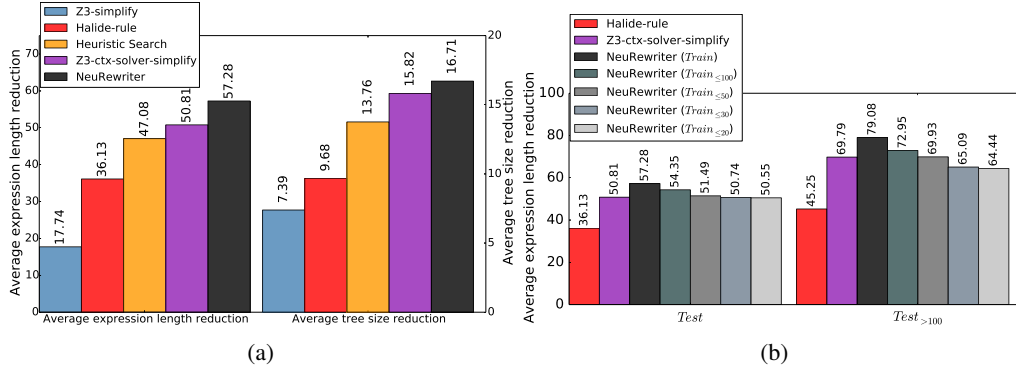 Z3-simplify
Halide-rule
Heuristic Search
Z3-ctx-solver-simplify
NeuRewriter
Average expression length reduction
0
10
20
30
40
50
60
70
17.74
36.13
47.08
50.81
57.28
7.39
9.68
13.76
15.82
16.71
0
5
10
15
20
Average tree size reduction
Average expression length reduction
Average tree size reduction
(a)
Halide-rule
Z3-ctx-solver-simplify
NeuRewriter (Train)
NeuRewriter (Train≤100)
NeuRewriter (Train≤50)
NeuRewriter (Train≤30)
NeuRewriter (Train≤20)
Average expression length reduction
0
20
40
60
80
100
36.13
50.81
57.28
54.35
51.49
50.74
50.55
45.25
69.79
79.08
72.95
69.93
65.09
64.44
Test
Test>100
(b)